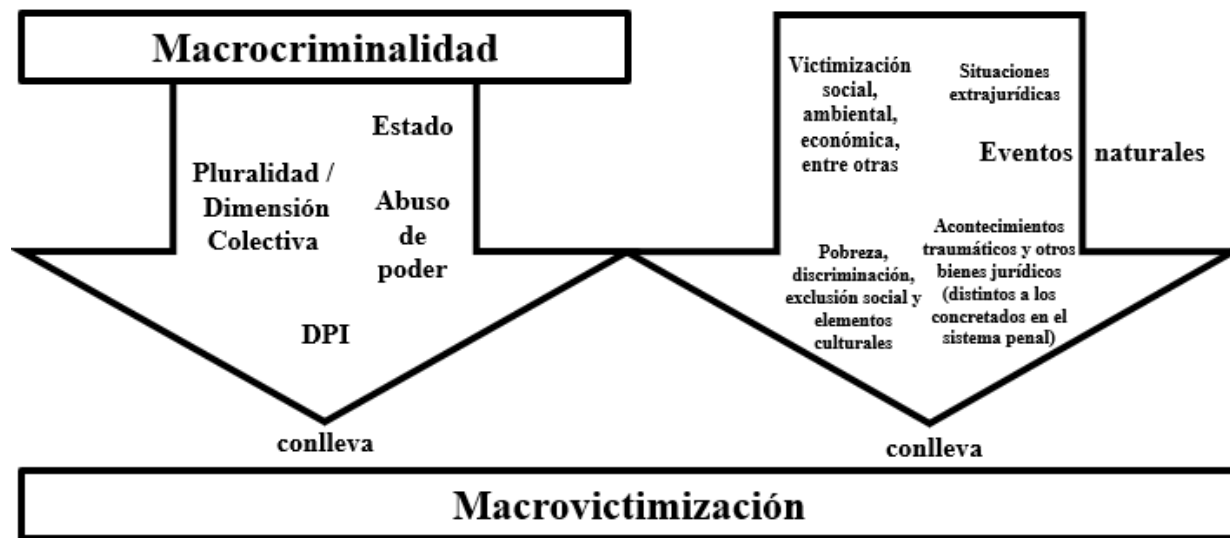 Macrocriminalidad
Estado
Pluralidad /
Dimensión
Colectiva
Abuso
de
poder
DPI
conlleva
Victimización
social,
ambiental,
económica,
entre otras
Situaciones
extrajurídicas
Eventos naturales
Pobreza,
discriminación,
exclusión social y
elementos
culturales
Acontecimientos
traumáticos y otros
bienes jurídicos
(distintos a los
concretados en el
sistema penal)
conlleva
Macrovictimización